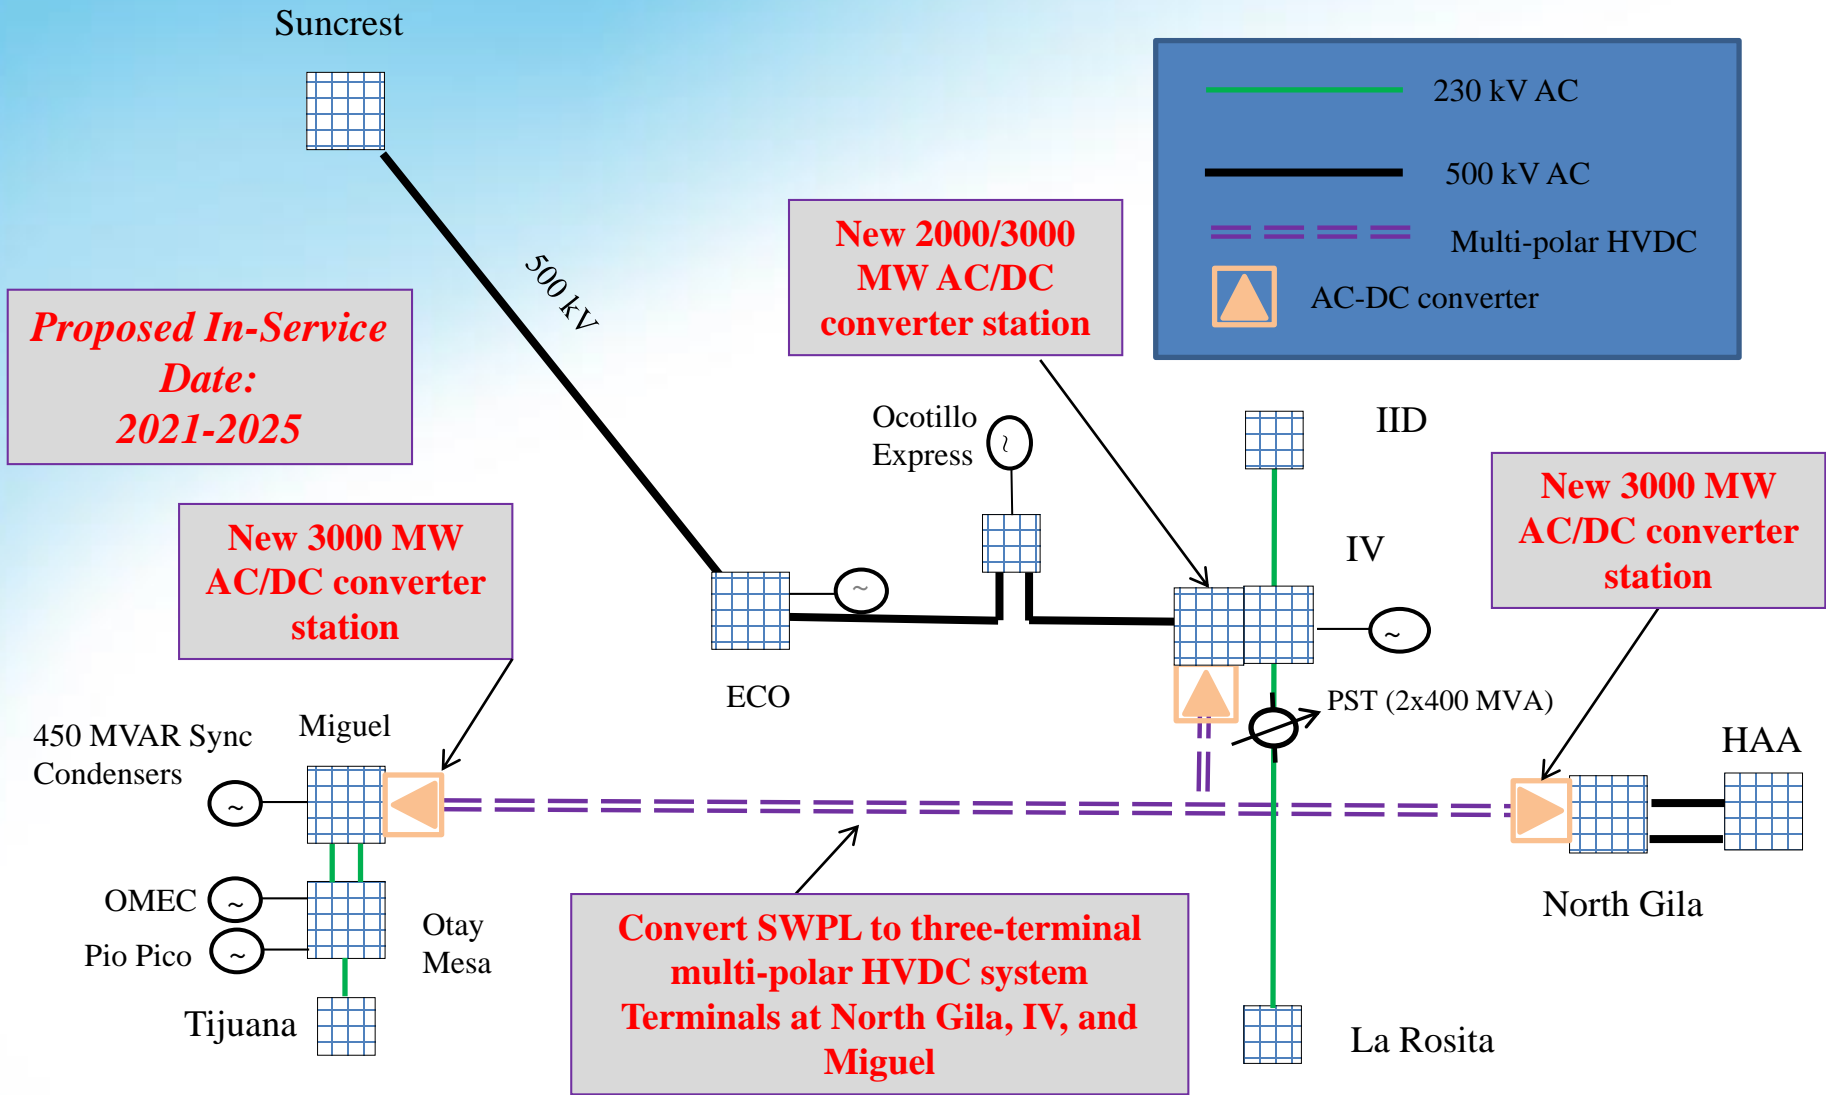 Suncrest
230 kV AC
500 kV AC
Multi-polar HVDC
AC-DC converter
New 2000/3000
MW AC/DC
converter station
500 kV
Proposed In-Service
Date:
2021-2025
Ocotillo
Express
IID
New 3000 MW
AC/DC converter
station
IV
New 3000 MW
AC/DC converter
station
ECO
PST (2x400 MVA)
450 MVAR Sync
Condensers
Miguel
HAA
OMEC
Pio Pico
Otay
Mesa
North Gila
Convert SWPL to three-terminal
multi-polar HVDC system
Terminals at North Gila, IV, and
Miguel
Tijuana
La Rosita